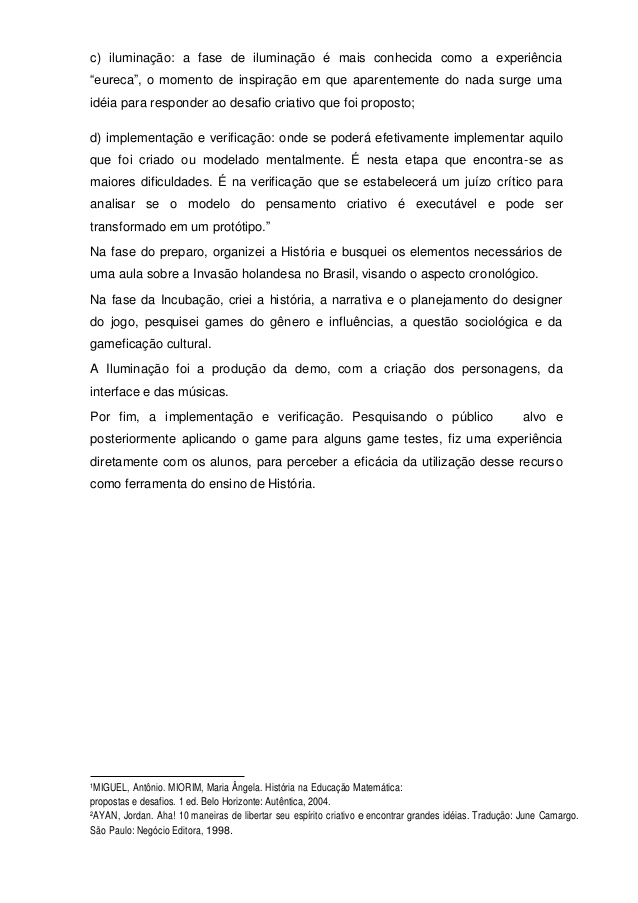 c) iluminação: a fase de iluminação é mais conhecida como a experiência
“eureca”, o momento de inspiração em que aparentemente do nada surge uma
idéia para responder ao desafio criativo que foi proposto;
d) implementação e verificação: onde se poderá efetivamente implementar aquilo
que foi criado ou modelado mentalmente. É nesta etapa que encontra-se as
maiores dificuldades. É na verificação que se estabelecerá um juízo crítico para
analisar se o modelo do pensamento criativo é executável e pode ser
transformado em um protótipo.”
Na fase do preparo, organizei a História e busquei os elementos necessários de
uma aula sobre a Invasão holandesa no Brasil, visando o aspecto cronológico.
Na fase da Incubação, criei a história, a narrativa e o planejamento do designer
do jogo, pesquisei games do gênero e influências, a questão sociológica e da
gameficação cultural.
A Iluminação foi a produção da demo, com a criação dos personagens, da
interface e das músicas.
Por fim, a implementação e verificação. Pesquisando o público alvo e
posteriormente aplicando o game para alguns game testes, fiz uma experiência
diretamente com os alunos, para perceber a eficácia da utilização desse recurso
como ferramenta do ensino de História.
¹MIGUEL, Antônio. MIORIM, Maria Ângela. História na Educação Matemática:
propostas e desafios. 1 ed. Belo Horizonte: Autêntica, 2004.
²AYAN, Jordan. Aha! 10 maneiras de libertar seu espírito criativo e encontrar grandes idéias. Tradução: June Camargo.
São Paulo: Negócio Editora, 1998.